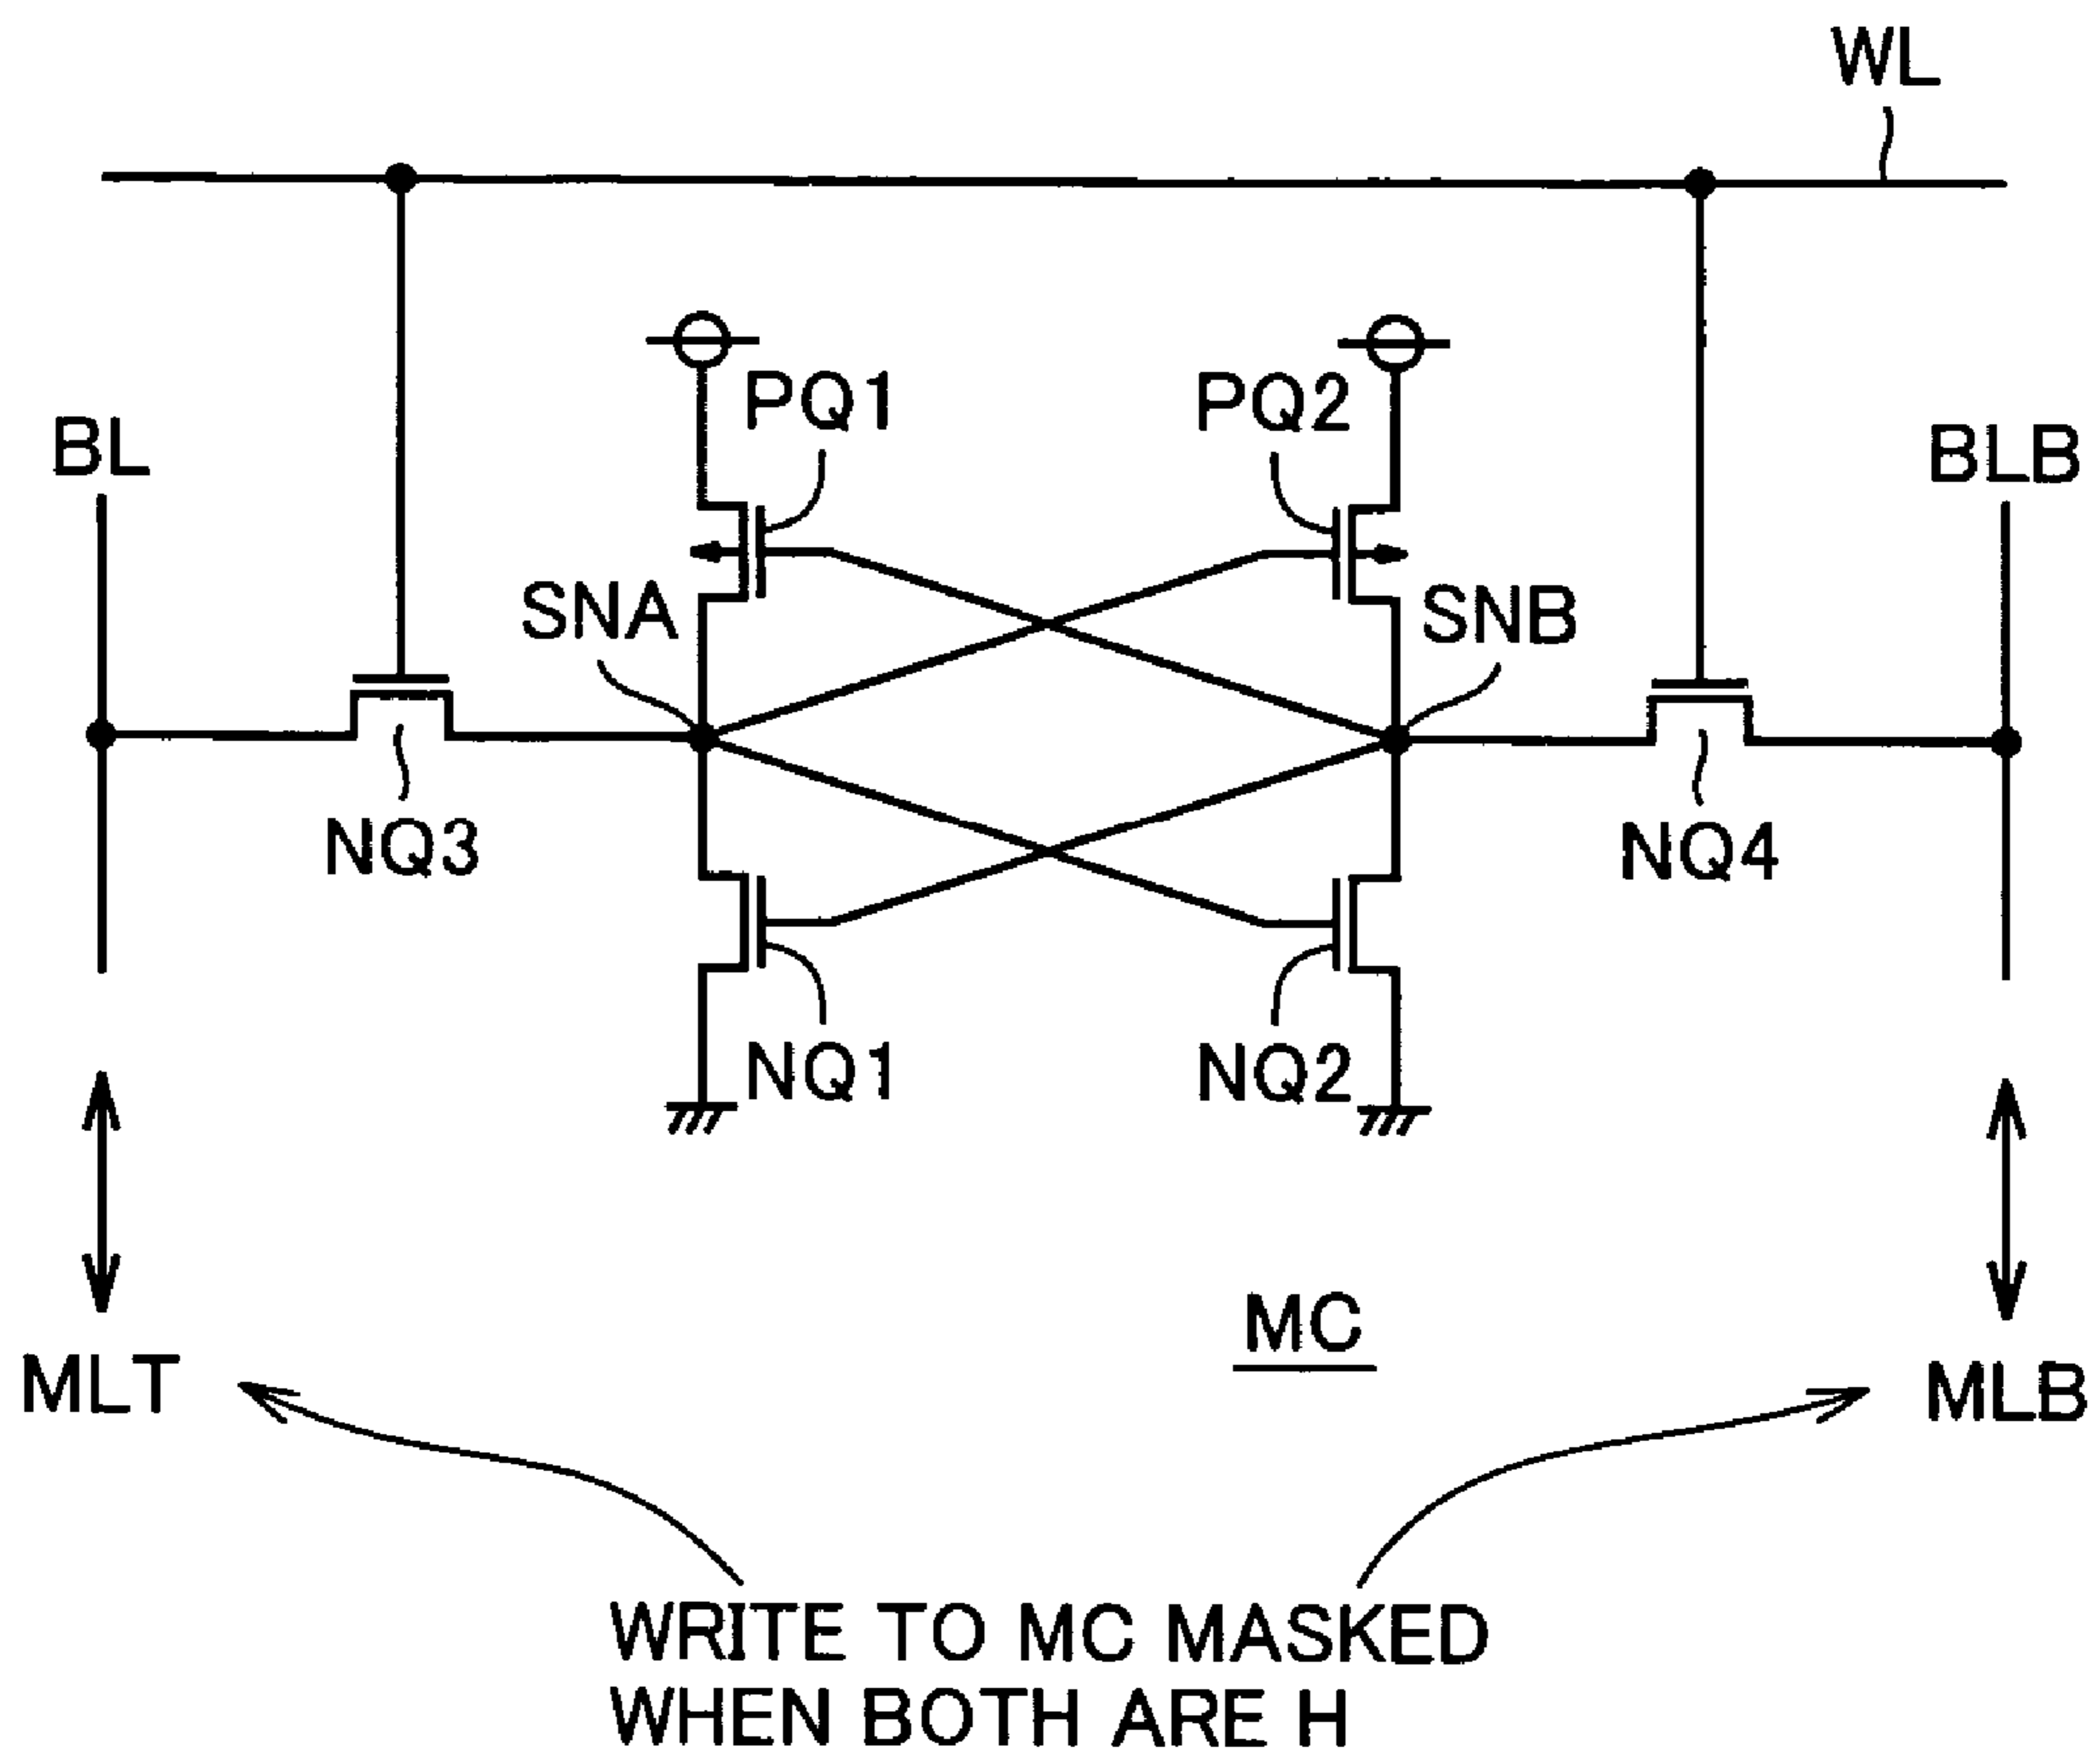 WL
PQ1
PQ2
BL
BLB
SNA
SNB
NQ3
NQ4
NQ1
NQ2
MC
MLT
MLB
WRITE TO MC MASKED
WHEN BOTH ARE H